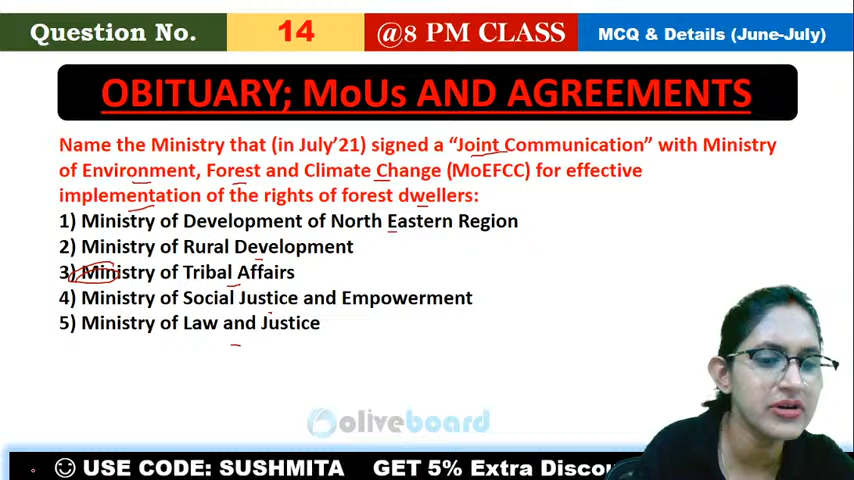 Question No.
14
@8 PM CLASS
MCQ & Details (June-July)
OBITUARY; MoUs AND AGREEMENTS
Name the Ministry that (in July'21) signed a “Joint Communication” with Ministry
of Environment, Forest and Climate Change (MoEFCC) for effective
implementation of the rights of forest dwellers:
1) Ministry of Development of North Eastern Region
2) Ministry of Rural Development
3) Ministry of Tribal Affairs
4) Ministry of Social Justice and Empowerment
5) Ministry of Law and Justice
oliveboard
USE CODE: SUSHMITA GET 5% Extra Discou